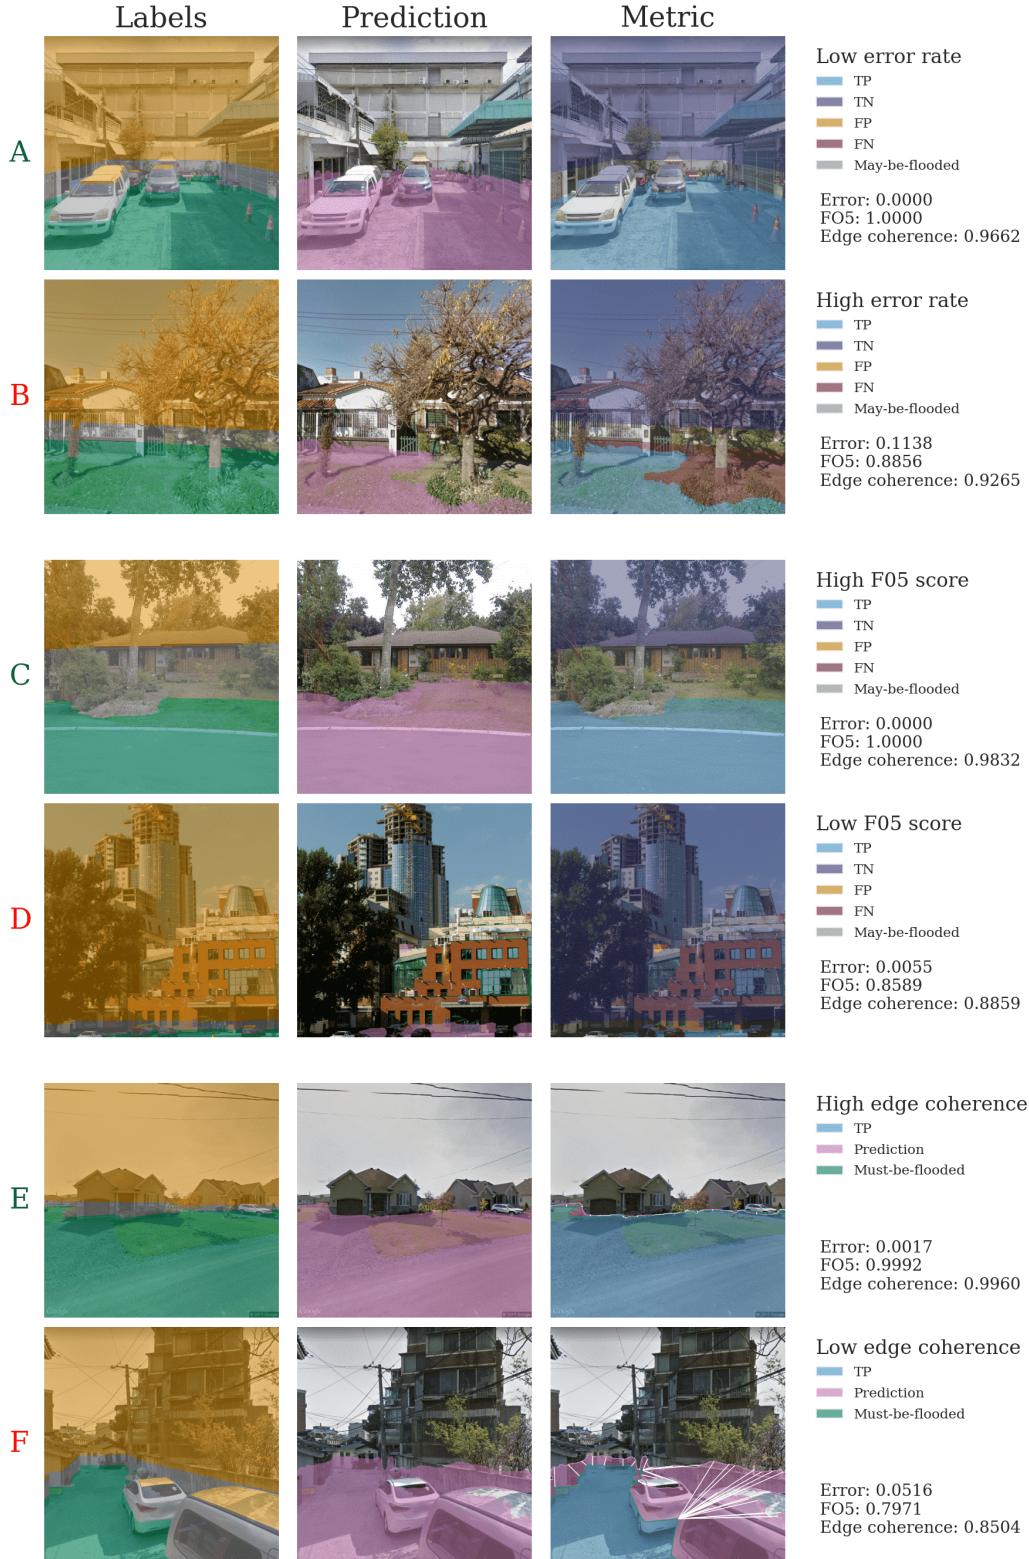 Labels Prediction Metric
A
Low error rate
TP
TN
FP
FN
May-be-flooded
Error: 0.0000
FO5: 1.0000
Edge coherence: 0.9662
B
High error rate
TP
TN
FP
FN
May-be-flooded
Error: 0.1138
FO5: 0.8856
Edge coherence: 0.9265
C
High F05 score
TP
TN
FP
FN
May-be-flooded
Error: 0.0000
FO5: 1.0000
Edge coherence: 0.9832
D
Low F05 score
TP
TN
FP
FN
May-be-flooded
Error: 0.0055
FO5: 0.8589
Edge coherence: 0.8859
E
High edge coherence
TP
Prediction
Must-be-flooded
Error: 0.0017
FO5: 0.9992
Edge coherence: 0.9960
Google
Google
Google
F
Low edge coherence
TP
Prediction
Must-be-flooded
Error: 0.0516
FO5: 0.7971
Edge coherence: 0.8504